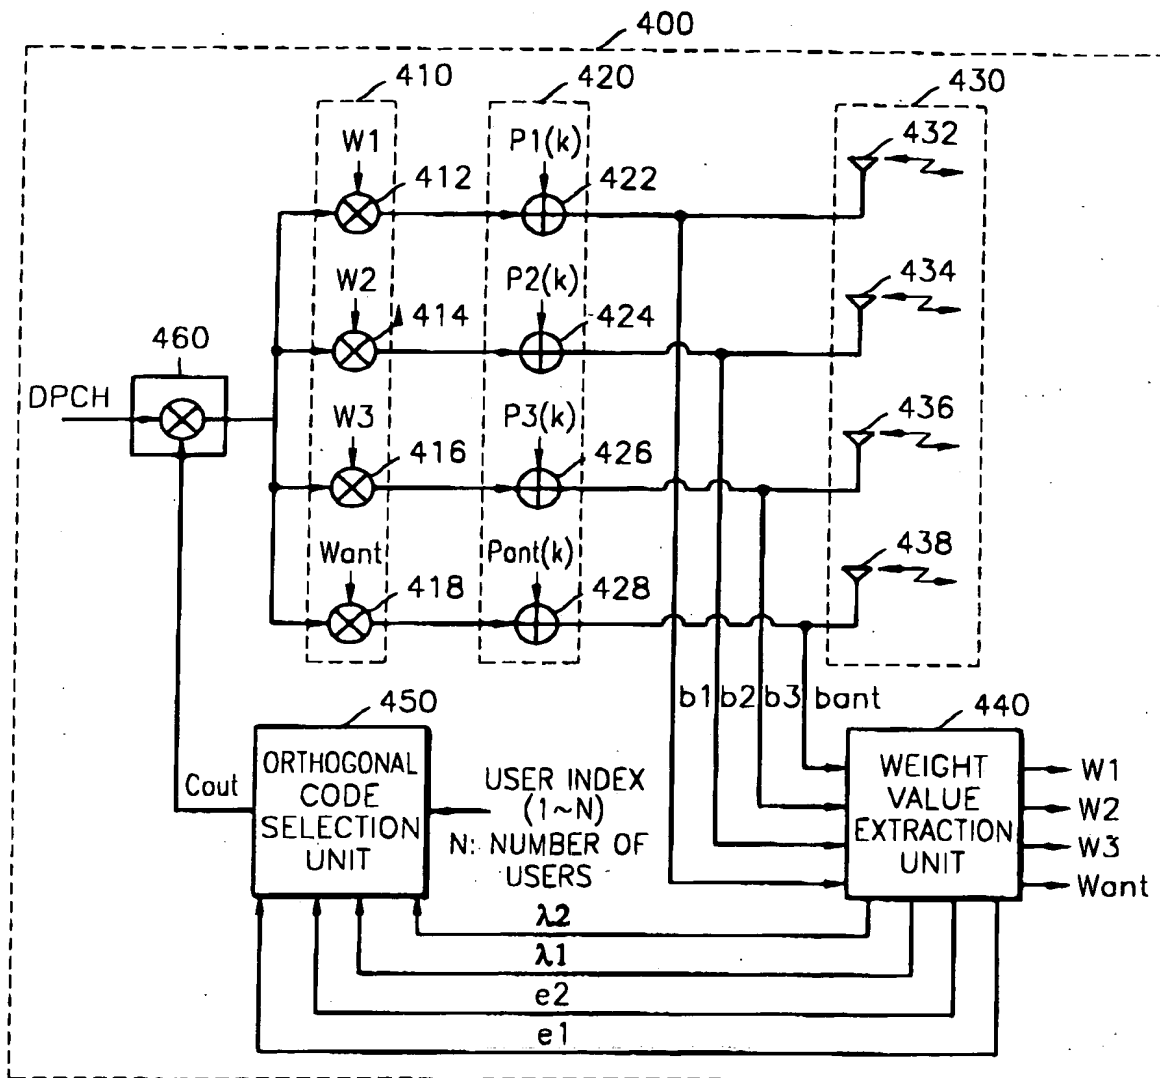 400
410
420
430
W1
P1(k)
432
412
422
W2
P2(k)
434
414
424
460
DPCH
W3
P3(k)
436
416
426
Want
Pant(k)
438
418
428
b1 b2 b3 bant
450
440
ORTHOGONAL
CODE
SELECTION
UNIT
Cout
USER INDEX
(1~N)
N: NUMBER OF
USERS
WEIGHT
VALUE
EXTRACTION
UNIT
W1
W2
W3
Want
λ2
λ1
e2
e1